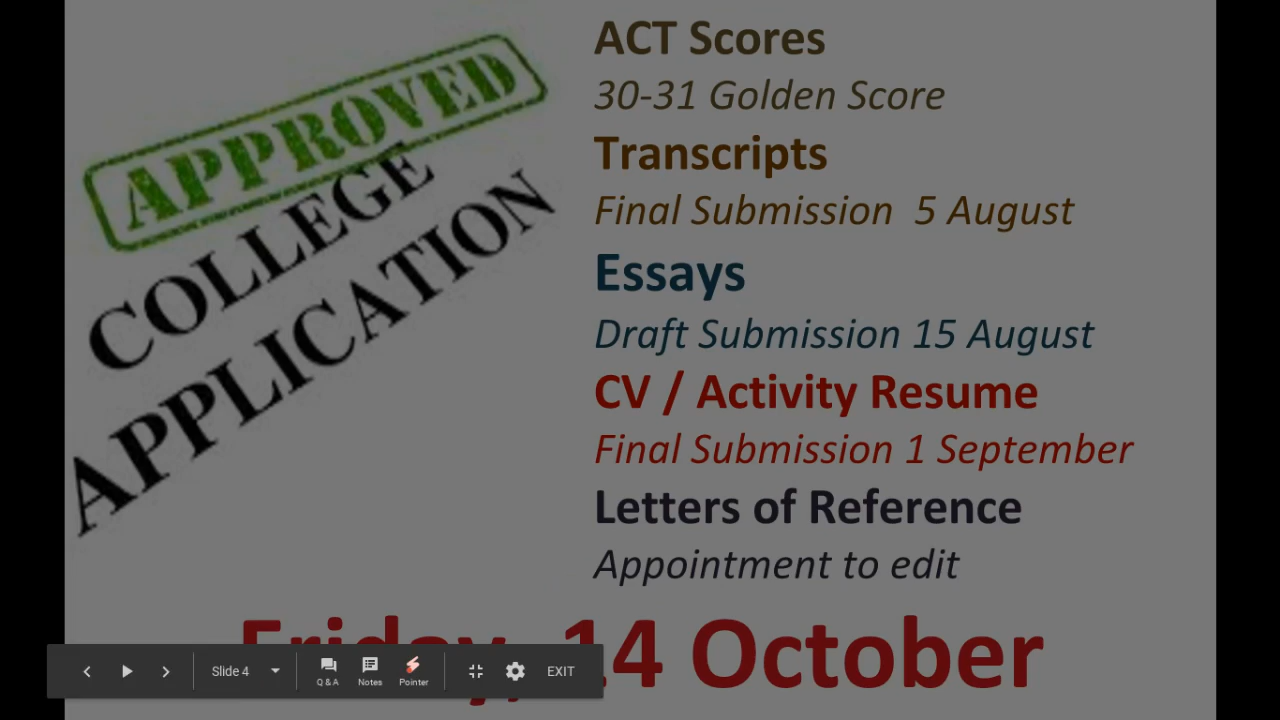 APPROVED
COLLEGE
APPLICATION
ACT Scores
30-31 Golden Score
Transcripts
Final Submission 5 August
Essays
Draft Submission 15 August
CV / Activity Resume
Final Submission 1 September
Letters of Reference
Appointment to edit
Friday, 14 October
Slide 4
Q & A
Notes
Pointer
EXIT